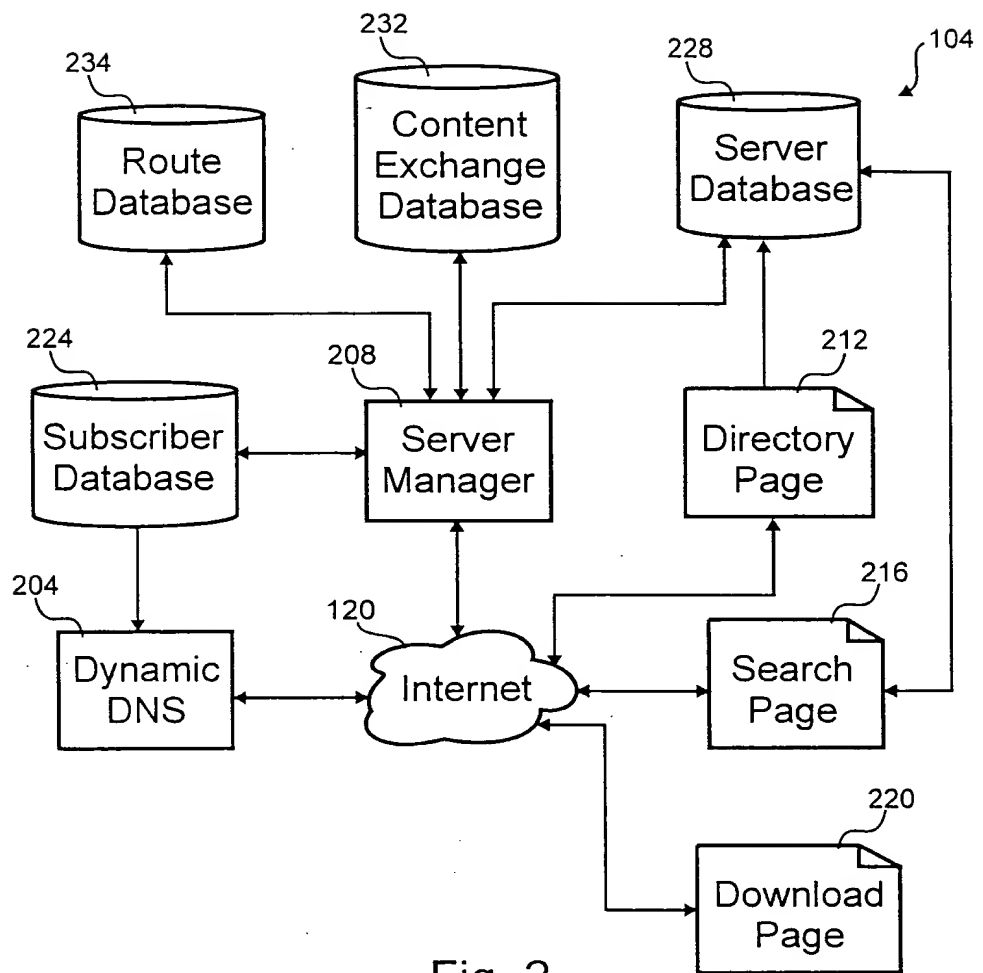 232
104
234
228
Route
Database
Content
Exchange
Database
Server
Database
224
208
212
Subscriber
Database
Server
Manager
Directory
Page
204
120
216
Dynamic
DNS
Internet
Search
Page
220
Download
Page